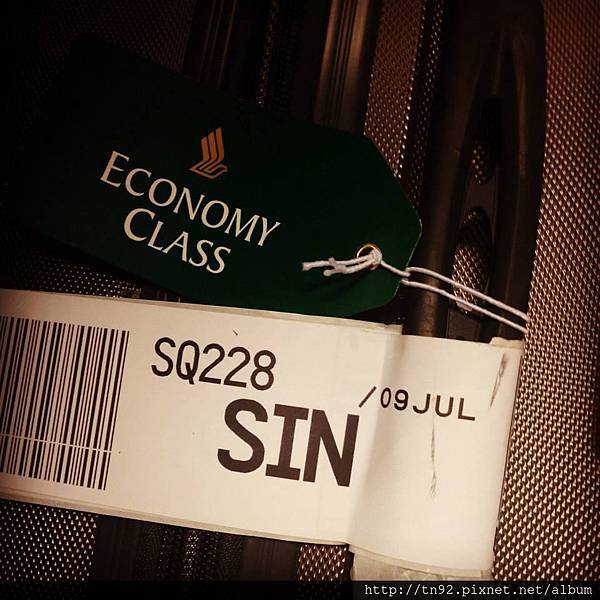 ECONOMY
CLASS
SQ228
/09JUL
SIN
http://tn92.pixnet.net/album